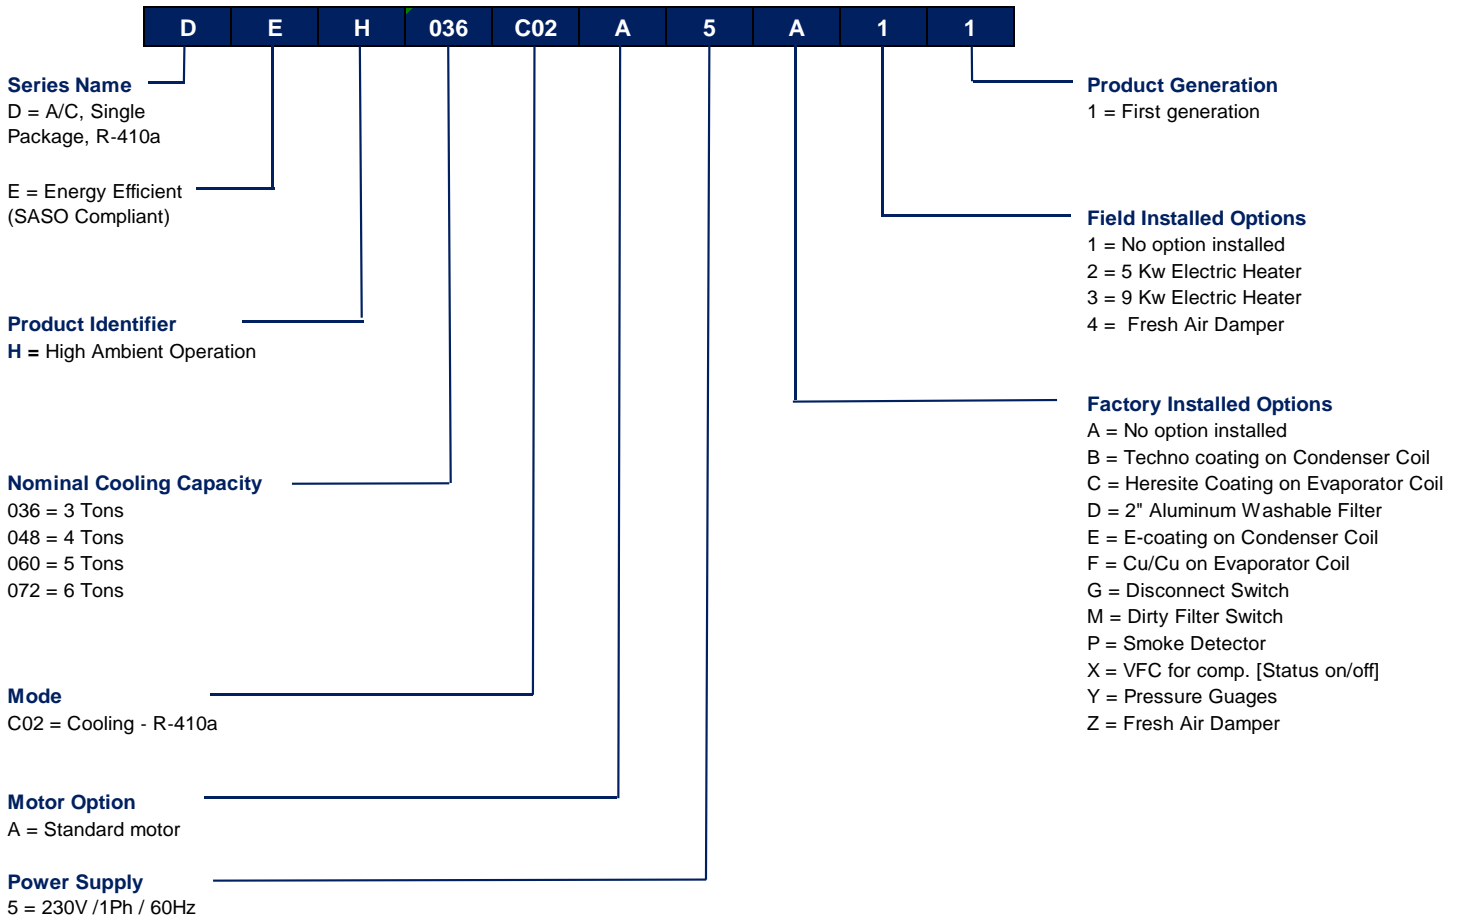 D E H 036 C02 A 5 A 1 1
Series Name
D = A/C, Single
Package, R-410a
E = Energy Efficient
(SASO Compliant)
Product Identifier
H = High Ambient Operation
Nominal Cooling Capacity
036 = 3 Tons
048 = 4 Tons
060 = 5 Tons
072 = 6 Tons
Mode
C02 = Cooling - R-410a
Motor Option
A = Standard motor
Power Supply
5 = 230V /1Ph / 60Hz
Product Generation
1 = First generation
Field Installed Options
1 = No option installed
2 = 5 Kw Electric Heater
3 = 9 Kw Electric Heater
4 =  Fresh Air Damper
Factory Installed Options
A = No option installed
B = Techno coating on Condenser Coil
C = Heresite Coating on Evaporator Coil
D = 2" Aluminum Washable Filter
E = E-coating on Condenser Coil
F = Cu/Cu on Evaporator Coil
G = Disconnect Switch
M = Dirty Filter Switch
P = Smoke Detector
X = VFC for comp. [Status on/off]
Y = Pressure Guages
Z = Fresh Air Damper